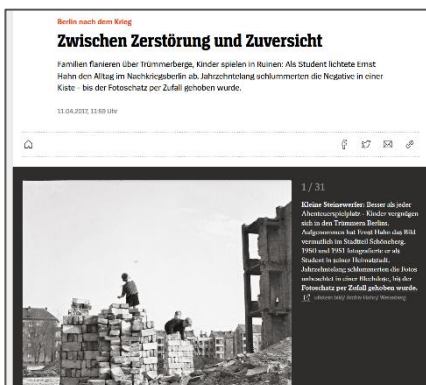 Berlin nach dem Krieg
Zwischen Zerstörung und Zuversicht
Familien flanieren über Trümmerberge, Kinder spielen in Ruinen: Als Student lichtete Ernst
Hahn den Alltag im Nachkriegsberlin ab. Jahrzehntelang schlummerten die Negative in einer
Kiste - bis der Fotoschatz per Zufall gehoben wurde.
11.04.2017, 11:59 Uhr
1 / 31
Kleine Steinewerfer: Besser als jeder
Abenteuerspielplatz - Kinder vergnügen
sich in den Trümmern Berlins.
Aufgenommen hat Ernst Hahn das Bild
vermutlich im Stadtteil Schöneberg.
1950 und 1951 fotografierte er als
Student in seiner Heimatstadt.
Jahrzehntelang schlummerten die Fotos
unbeachtet in einer Blechdose, bis der
Fotoschatz per Zufall gehoben wurde.
ullstein bild/ Archiv